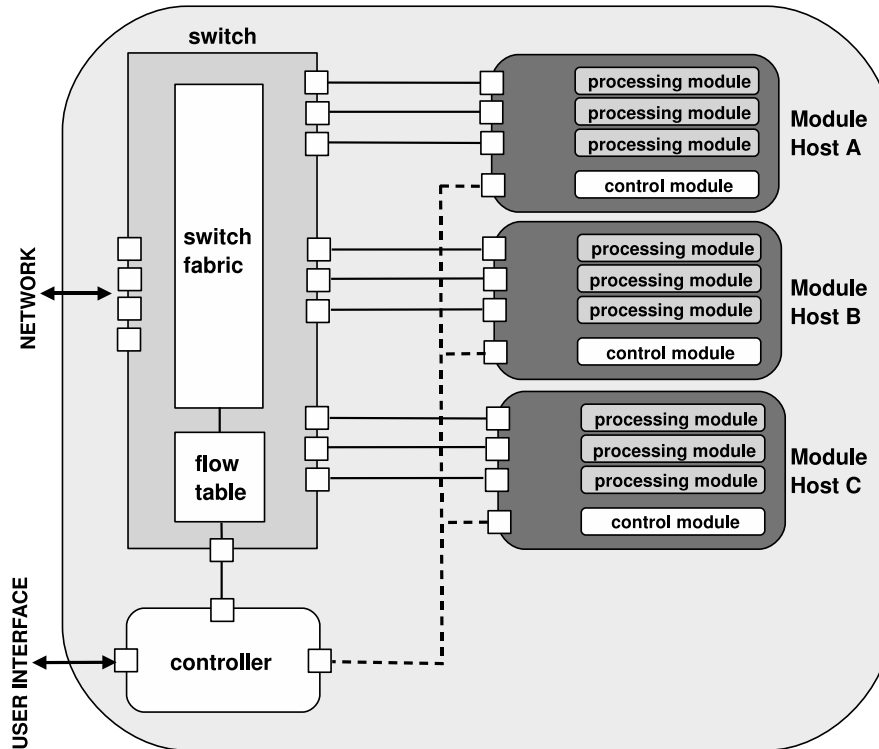 switch
processing module
processing module
processing module
control module
Module
Host A
switch
fabric
NETWORK
processing module
processing module
processing module
control module
Module
Host B
flow
table
processing module
processing module
processing module
control module
Module
Host C
USER INTERFACE
controller